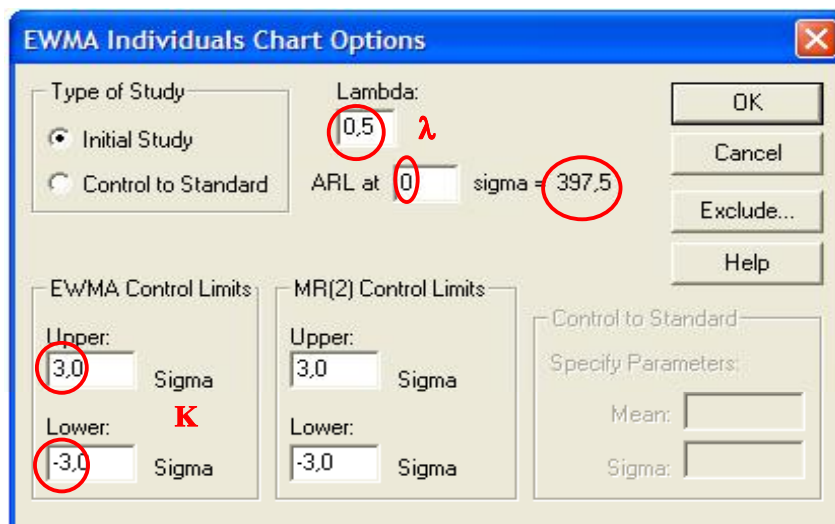 EWMA Individuals Chart Options
Type of Study
Initial Study
Control to Standard
Lambda:
0,5 λ
ARL at 0 sigma = 397,5
OK
Cancel
Exclude...
Help
EWMA Control Limits
Upper:
3,0 Sigma
K
Lower:
-3,0 Sigma
MR(2) Control Limits
Upper:
3,0 Sigma
Lower:
-3,0 Sigma
Control to Standard
Specify Parameters:
Mean:
Sigma: